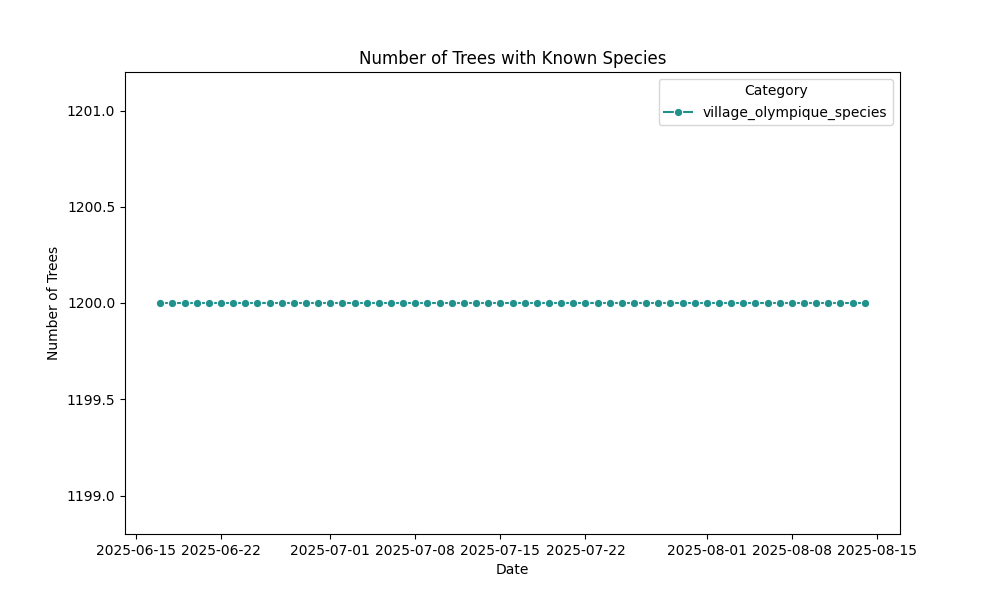 Number of Trees with Known Species
Category
village_olympique_species
Number of Trees
1201.0
1200.5
1200.0
1199.5
1199.0
2025-06-15 2025-06-22 2025-07-01 2025-07-08 2025-07-15 2025-07-22 2025-08-01 2025-08-08 2025-08-15
Date